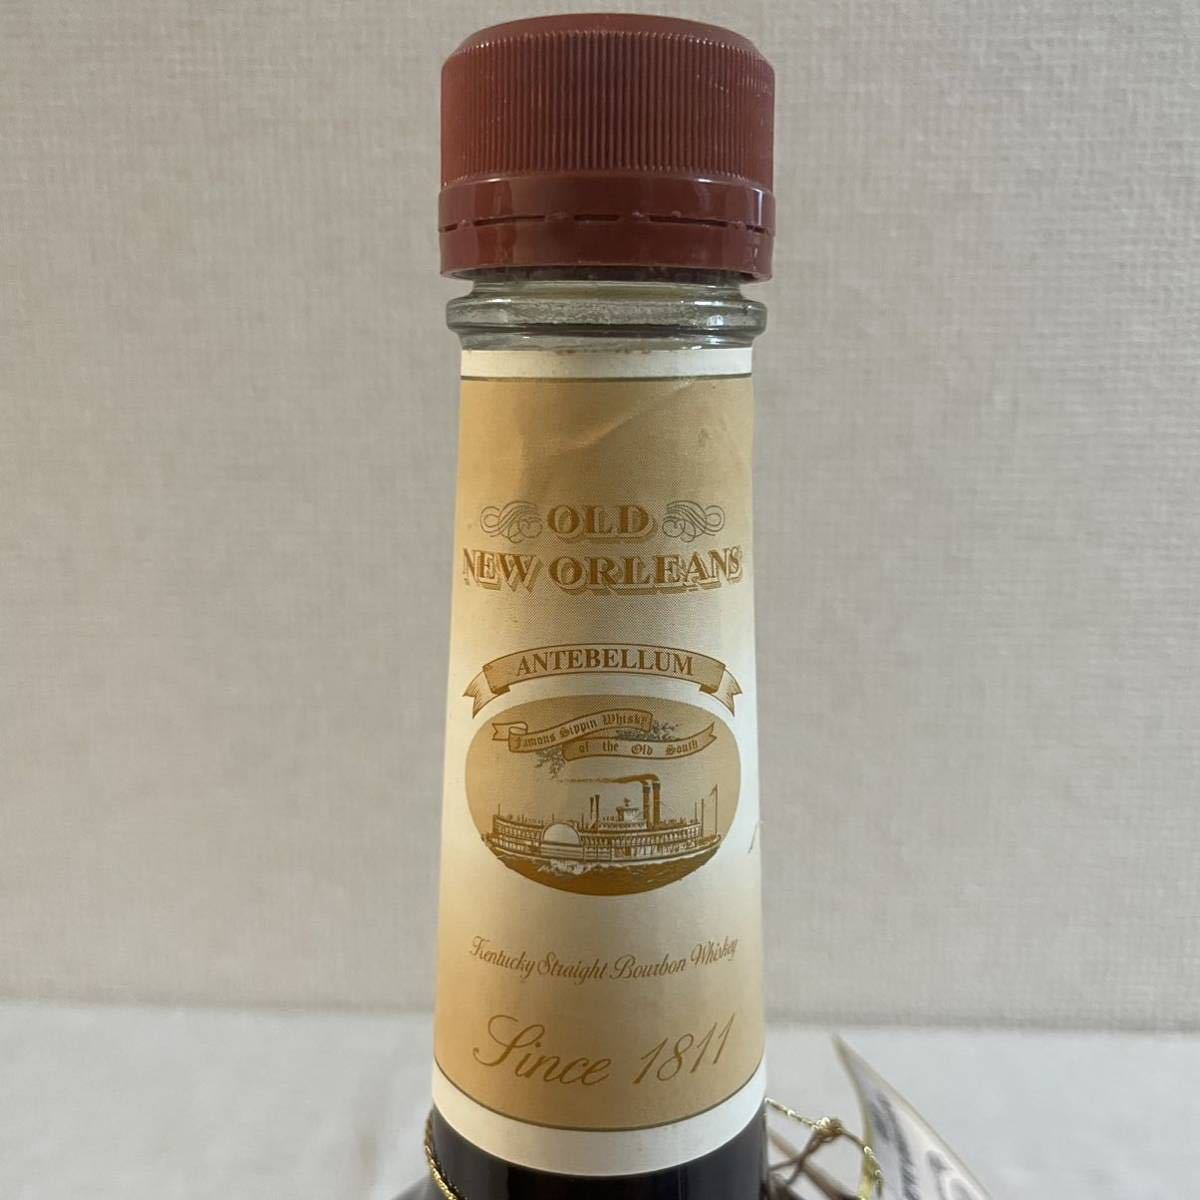 OLD
NEW ORLEANS
ANTEBELLUM
Famous Sippin Whisky
of the Old South
Kentucky Straight Bourbon Whiskey
Since 1811